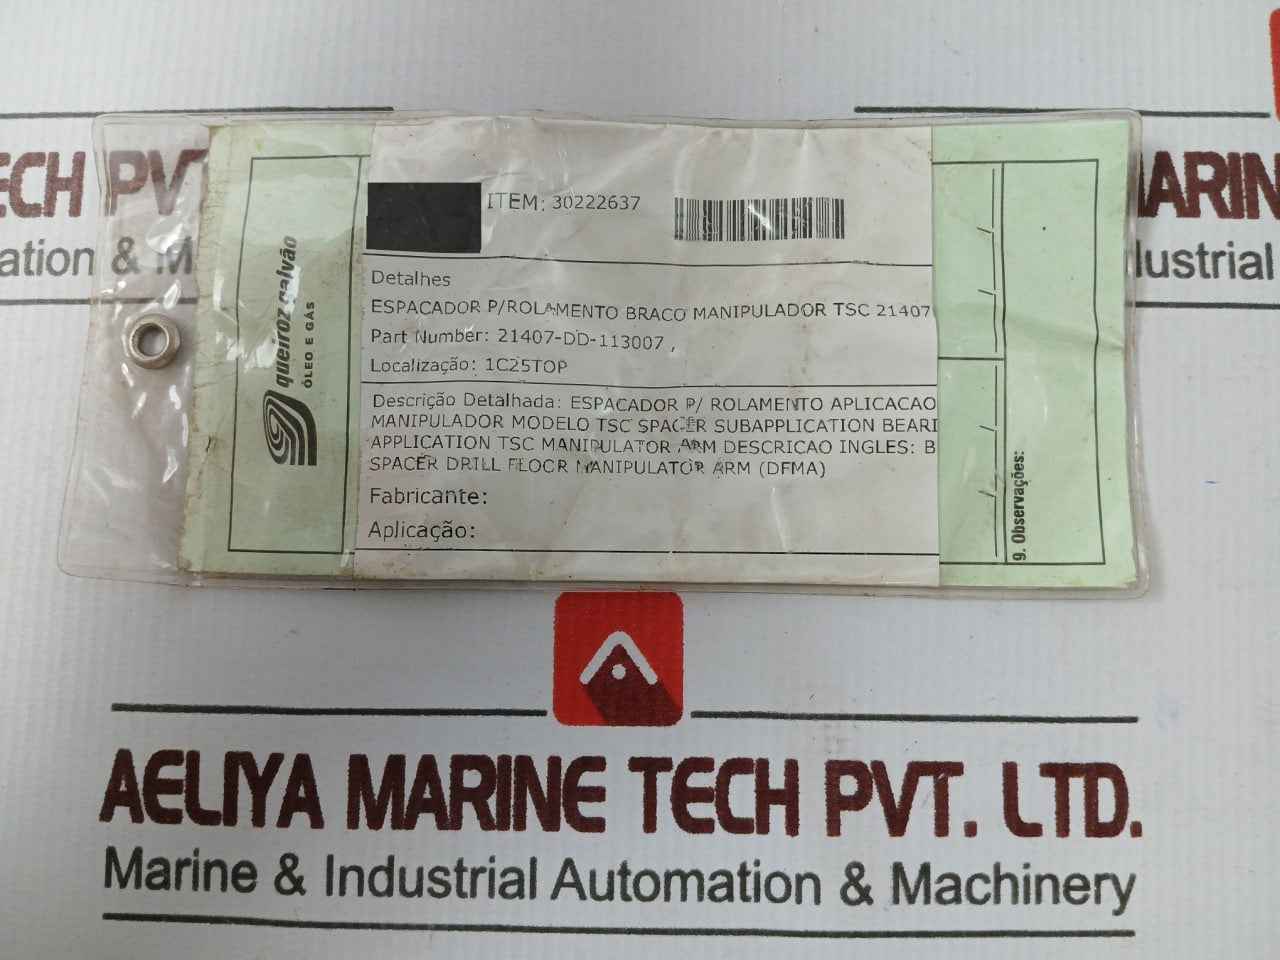 ECH PVT
ation & M
MARIN
dustrial
queiroz galvão
ÓLEO E GÁS
ITEM: 30222637
Detalhes
ESPACADOR P/ROLAMENTO BRACO MANIPULADOR TSC 21407
Part Number: 21407-DD-113007 ,
Localização: 1C25TOP
Descrição Detalhada: ESPACADOR P/ ROLAMENTO APLICACAO
MANIPULADOR MODELO TSC SPACER SUBAPPLICATION BEARI
APPLICATION TSC MANIPULATOR ARM DESCRICAO INGLES: B
SPACER DRILL FLOOR MANIPULATOR ARM (DFMA)
Fabricante:
Aplicação:
9. Observações:
AELIYA MARINE TECH PVT. LTD.
Marine & Industrial Automation & Machinery